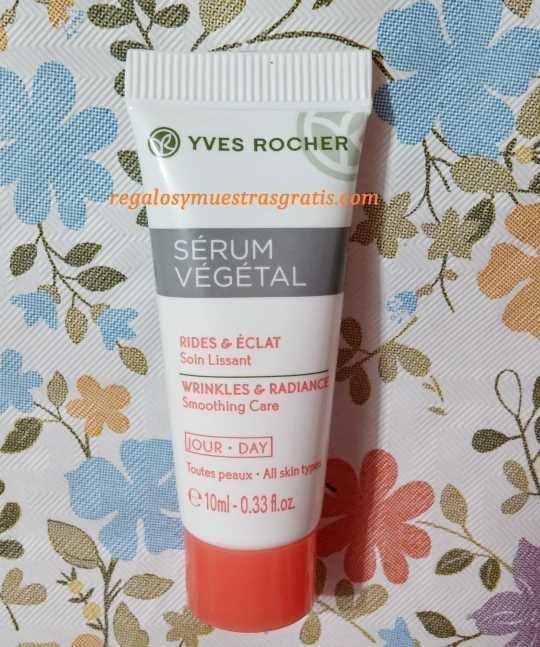 YVES ROCHER
regalosymuestrasgratis.com
SÉRUM
VÉGÉTAL
RIDES & ÉCLAT
Soin Lissant
WRINKLES & RADIANCE
Smoothing Care
JOUR · DAY
Toutes peaux · All skin types
℮10ml - 0.33 fl.oz.